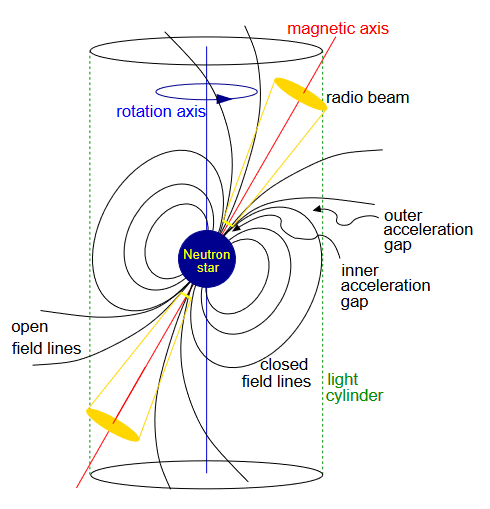 magnetic axis
radio beam
rotation axis
outer
acceleration
gap
Neutron
star
inner
acceleration
gap
open
field lines
closed
field lines
light
cylinder